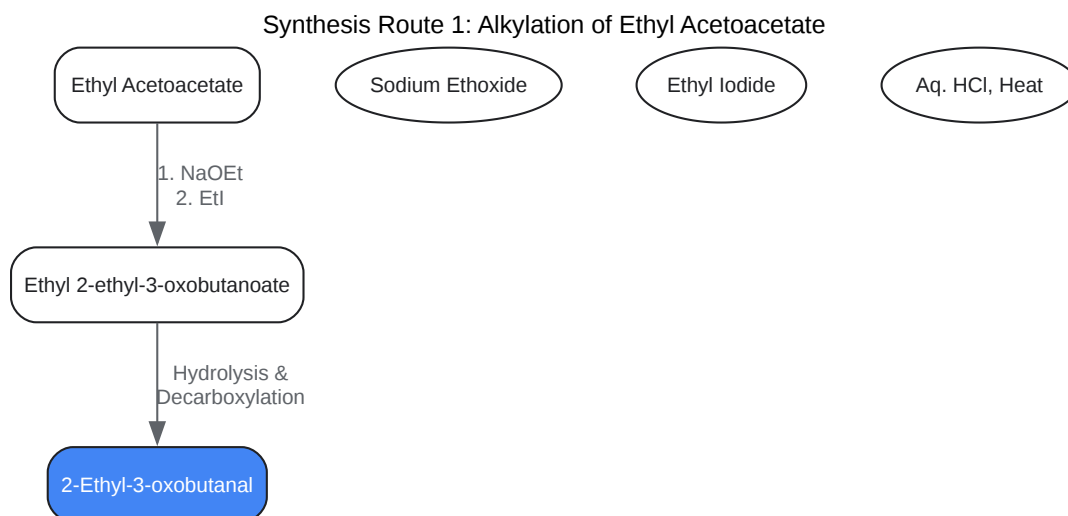 Synthesis Route 1: Alkylation of Ethyl Acetoacetate
Ethyl Acetoacetate
Sodium Ethoxide
Ethyl Iodide
Aq. HCl, Heat
1. NaOEt
2. EtI
Ethyl 2-ethyl-3-oxobutanoate
Hydrolysis &
Decarboxylation
2-Ethyl-3-oxobutanal